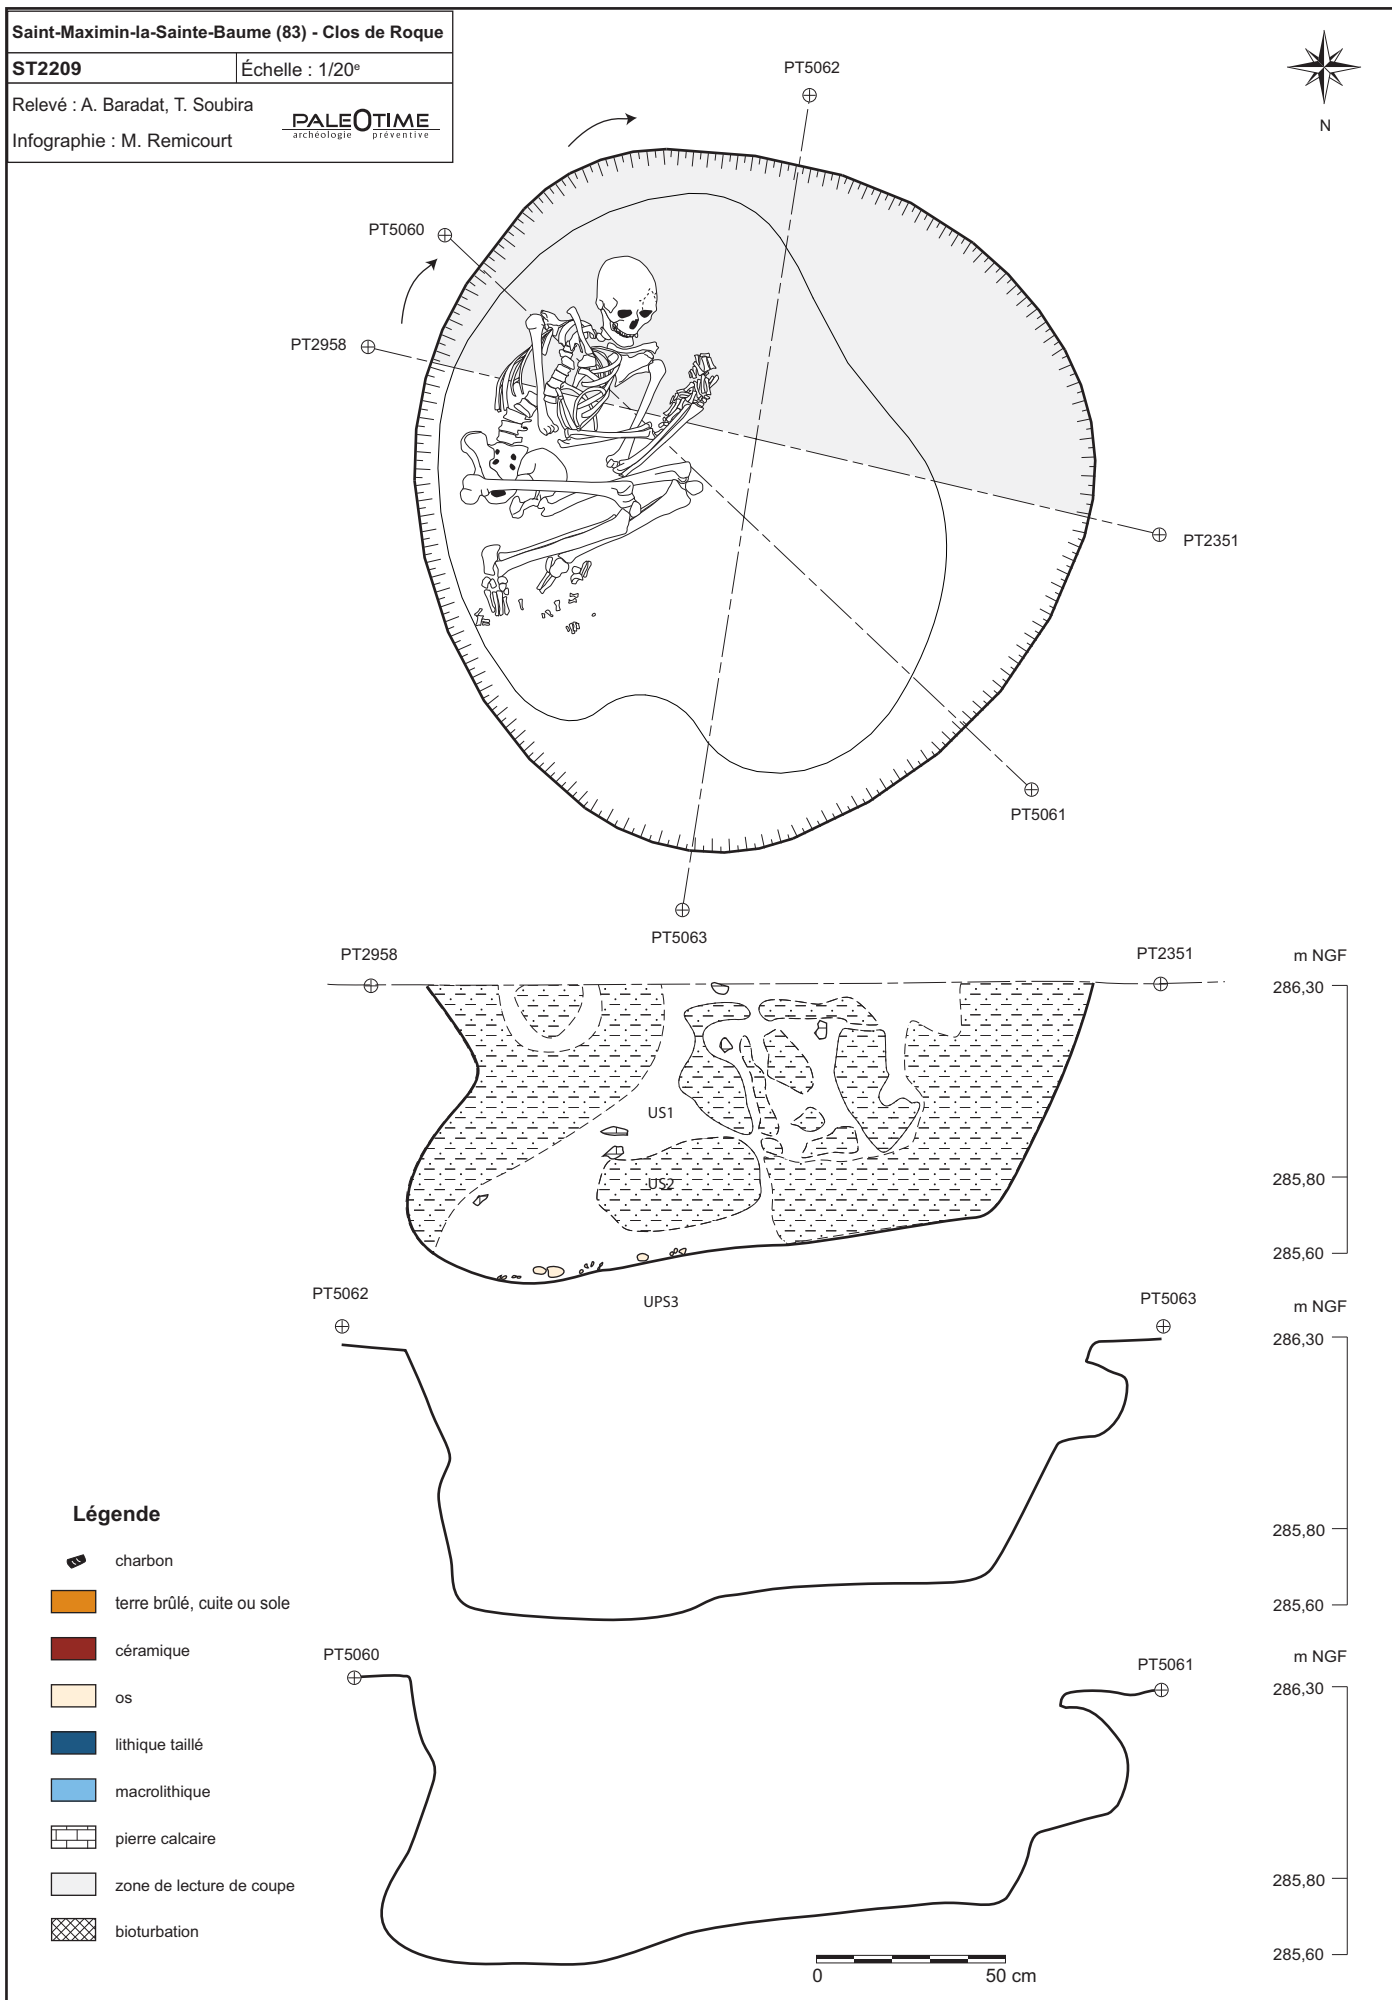 Saint-Maximin-la-Sainte-Baume (83) - Clos de Roque
ST2209
Échelle : 1/20e
Relevé : A. Baradat, T. Soubira
Infographie : M. Remicourt
PALEOTIME
archéologie préventive
N
PT5062
PT5060
PT2958
PT2351
PT5061
PT5063
PT2958
PT2351
m NGF
286,30
US1
US2
285,80
285,60
UPS3
PT5062
PT5063
m NGF
286,30
285,80
285,60
PT5060
PT5061
m NGF
286,30
285,80
285,60
0 50 cm
Légende
charbon
terre brûlé, cuite ou sole
céramique
os
lithique taillé
macrolithique
pierre calcaire
zone de lecture de coupe
bioturbation